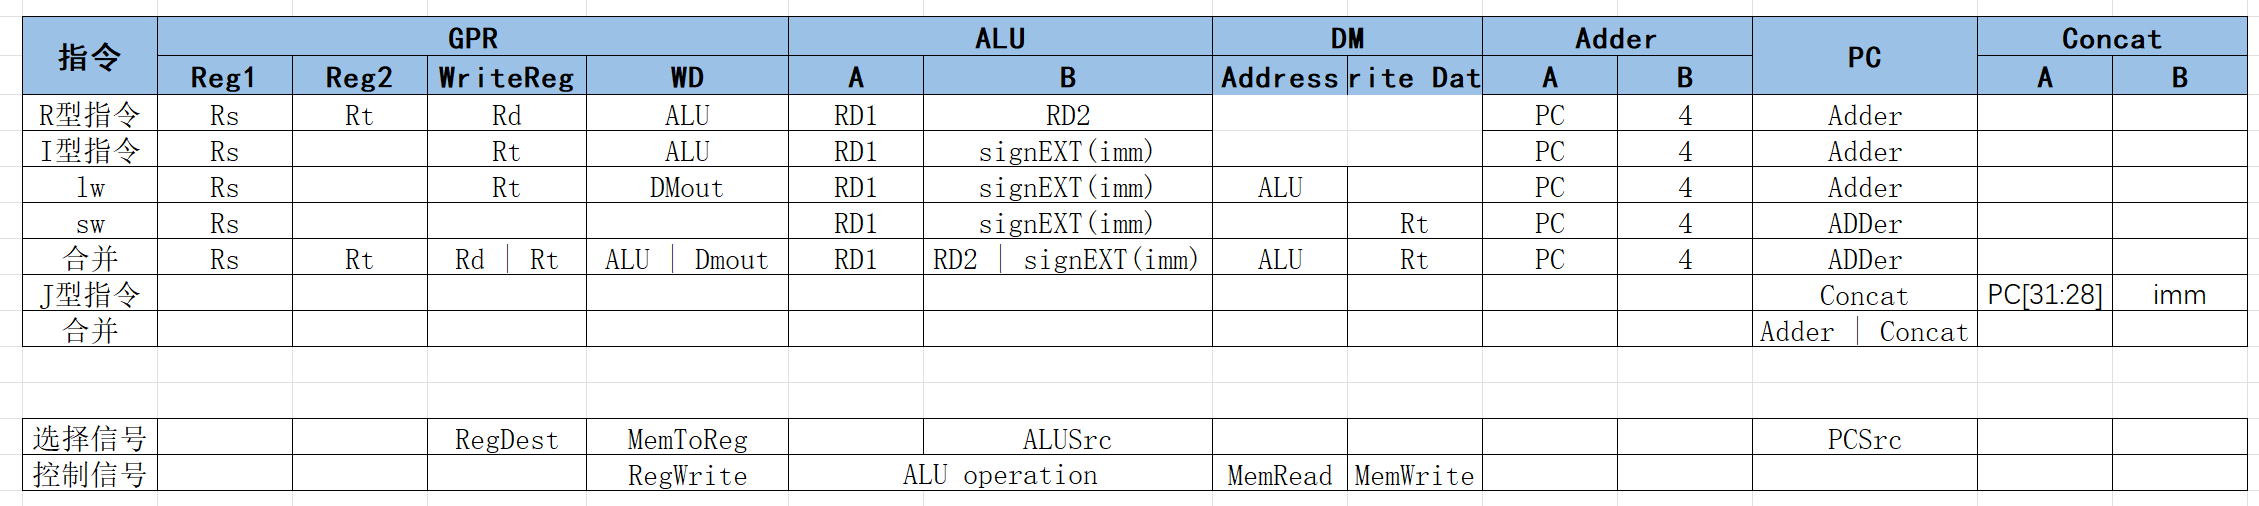 指令 GPR ALU DM Adder PC Concat
Reg1 Reg2 WriteReg WD A B Address rite Dat A B A B
R型指令 Rs Rt Rd ALU RD1 RD2 PC 4 Adder
I型指令 Rs Rt ALU RD1 signEXT(imm) PC 4 Adder
lw Rs Rt DMout RD1 signEXT(imm) ALU PC 4 Adder
sw Rs RD1 signEXT(imm) Rt PC 4 ADDer
合并 Rs Rt Rd | Rt ALU | Dmout RD1 RD2 | signEXT(imm) ALU Rt PC 4 ADDer
J型指令 Concat PC[31:28] imm
合并 Adder | Concat
选择信号 RegDest MemToReg ALUSrc PCSrc
控制信号 RegWrite ALU operation MemRead MemWrite